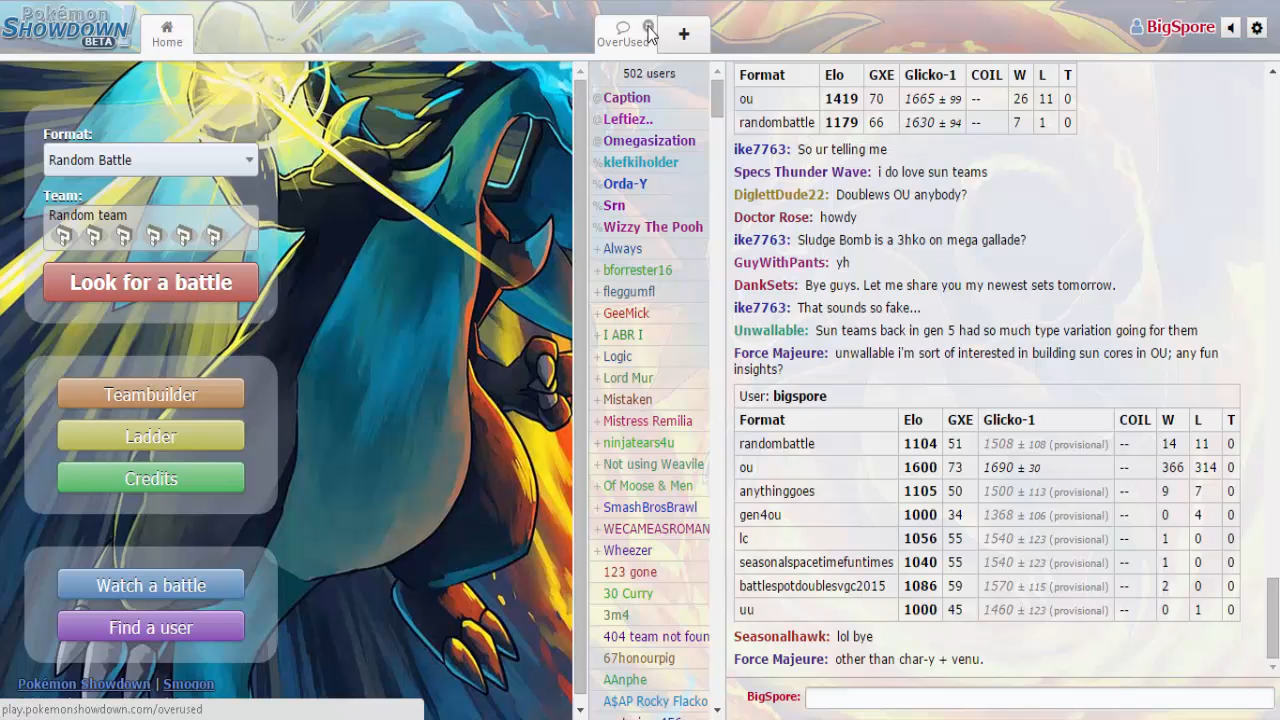 Pokémon
SHOWDOWN
BETA
Home
OverUsed
+
BigSpore
Format:
Random Battle
Team:
Random team
Look for a battle
Teambuilder
Ladder
Credits
Watch a battle
Find a user
Pokémon Showdown | Smogon
play.pokemonshowdown.com/overused
502 users
@Caption
@Leftiez..
@Omegasization
%klefkiholder
%Orda-Y
%Srn
%Wizzy The Pooh
+Always
+bforrester16
+fleggumfl
+GeeMick
+I ABR I
+Logic
+Lord Mur
+Mistaken
+Mistress Remilia
+ninjatears4u
+Not using Weavile
+Of Moose & Men
+SmashBrosBrawl
+WECAMEASROMAN
+Wheezer
123 gone
30 Curry
3m4
404 team not foun
67honourpig
AAnphe
A$AP Rocky Flacko
Format Elo GXE Glicko-1 COIL W L T
ou 1419 70 1665 ± 99 -- 26 11 0
randombattle 1179 66 1630 ± 94 -- 7 1 0
ike7763: So ur telling me
Specs Thunder Wave: i do love sun teams
DiglettDude22: Doublews OU anybody?
Doctor Rose: howdy
ike7763: Sludge Bomb is a 3hko on mega gallade?
GuyWithPants: yh
DankSets: Bye guys. Let me share you my newest sets tomorrow.
ike7763: That sounds so fake...
Unwallable: Sun teams back in gen 5 had so much type variation going for them
Force Majeure: unwallable i'm sort of interested in building sun cores in OU; any fun
insights?
User: bigspore
Format Elo GXE Glicko-1 COIL W L T
randombattle 1104 51 1508 ± 108 (provisional) -- 14 11 0
ou 1600 73 1690 ± 30 -- 366 314 0
anythinggoes 1105 50 1500 ± 113 (provisional) -- 9 7 0
gen4ou 1000 34 1368 ± 106 (provisional) -- 0 4 0
lc 1056 55 1540 ± 123 (provisional) -- 1 0 0
seasonalspacetimefuntimes 1040 55 1540 ± 123 (provisional) -- 1 0 0
battlespotdoublesvgc2015 1086 59 1570 ± 115 (provisional) -- 2 0 0
uu 1000 45 1460 ± 123 (provisional) -- 0 1 0
Seasonalhawk: lol bye
Force Majeure: other than char-y + venu.
BigSpore: